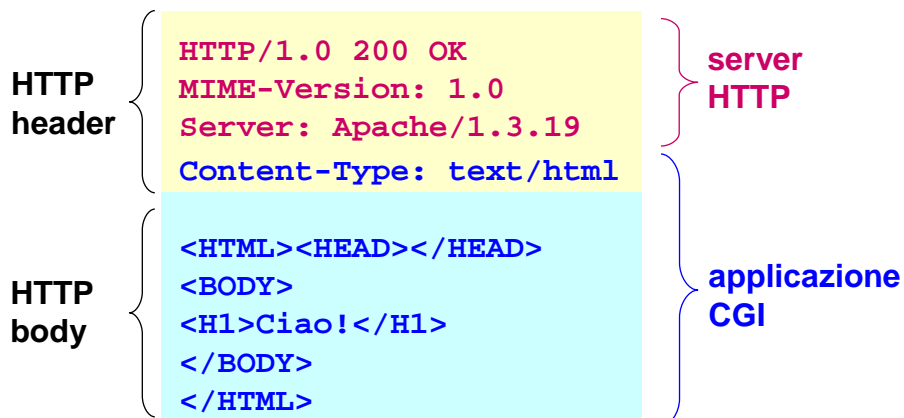 HTTP
header
HTTP/1.0 200 OK
MIME-Version: 1.0
Server: Apache/1.3.19
Content-Type: text/html
server
HTTP
HTTP
body
<HTML><HEAD></HEAD>
<BODY>
<H1>Ciao!</H1>
</BODY>
</HTML>
applicazione
CGI